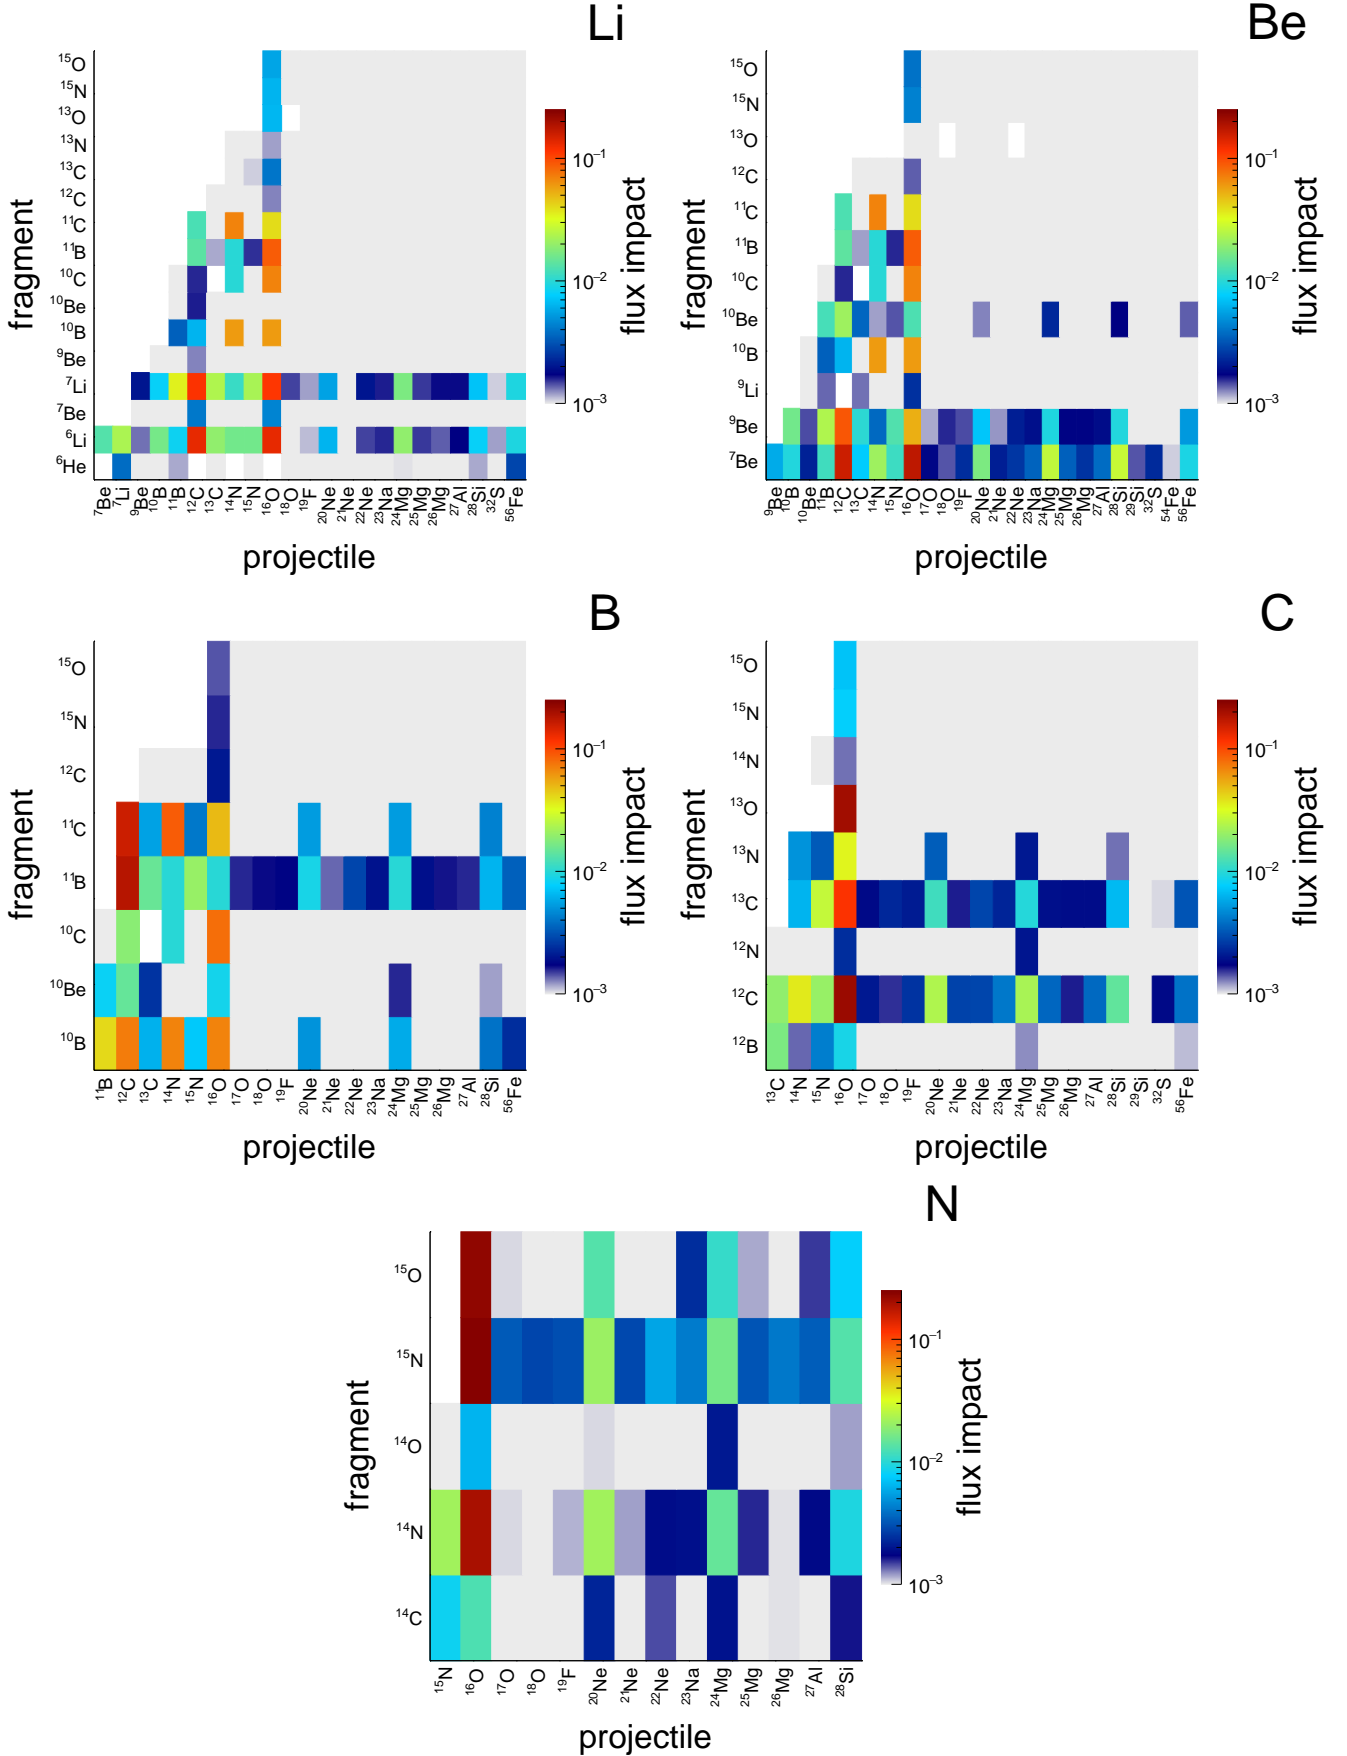 Li
fragment
¹⁵O
¹⁵N
¹³O
¹³N
¹³C
¹²C
¹¹C
¹¹B
¹⁰C
¹⁰Be
¹⁰B
⁹Be
⁷Li
⁷Be
⁶Li
⁶He
⁷Be ⁷Li ⁹Be ¹⁰B ¹¹B ¹²C ¹³C ¹⁴N ¹⁵N ¹⁶O ¹⁸O ¹⁹F ²⁰Ne ²¹Ne ²²Ne ²³Na ²⁴Mg ²⁵Mg ²⁶Mg ²⁷Al ²⁸Si ³²S ⁵⁶Fe
projectile
10⁻¹
10⁻²
10⁻³
flux impact
Be
fragment
¹⁵O
¹⁵N
¹³O
¹²C
¹¹C
¹¹B
¹⁰C
¹⁰Be
¹⁰B
⁹Li
⁹Be
⁷Be
⁹Be ¹⁰B ¹⁰Be ¹¹B ¹²C ¹³C ¹⁴N ¹⁵N ¹⁶O ¹⁷O ¹⁸O ¹⁹F ²⁰Ne ²¹Ne ²²Ne ²³Na ²⁴Mg ²⁵Mg ²⁶Mg ²⁷Al ²⁸Si ²⁹Si ³²S ⁵⁴Fe ⁵⁶Fe
projectile
10⁻¹
10⁻²
10⁻³
flux impact
B
fragment
¹⁵O
¹⁵N
¹²C
¹¹C
¹¹B
¹⁰C
¹⁰Be
¹⁰B
¹¹B ¹²C ¹³C ¹⁴N ¹⁵N ¹⁶O ¹⁷O ¹⁸O ¹⁹F ²⁰Ne ²¹Ne ²²Ne ²³Na ²⁴Mg ²⁵Mg ²⁶Mg ²⁷Al ²⁸Si ⁵⁶Fe
projectile
10⁻¹
10⁻²
10⁻³
flux impact
C
fragment
¹⁵O
¹⁵N
¹⁴N
¹³O
¹³N
¹³C
¹²N
¹²C
¹²B
¹³C ¹⁴N ¹⁵N ¹⁶O ¹⁷O ¹⁸O ¹⁹F ²⁰Ne ²¹Ne ²²Ne ²³Na ²⁴Mg ²⁵Mg ²⁶Mg ²⁷Al ²⁸Si ²⁹Si ³²S ⁵⁶Fe
projectile
10⁻¹
10⁻²
10⁻³
flux impact
N
fragment
¹⁵O
¹⁵N
¹⁴O
¹⁴N
¹⁴C
¹⁵N ¹⁶O ¹⁷O ¹⁸O ¹⁹F ²⁰Ne ²¹Ne ²²Ne ²³Na ²⁴Mg ²⁵Mg ²⁶Mg ²⁷Al ²⁸Si
projectile
10⁻¹
10⁻²
10⁻³
flux impact